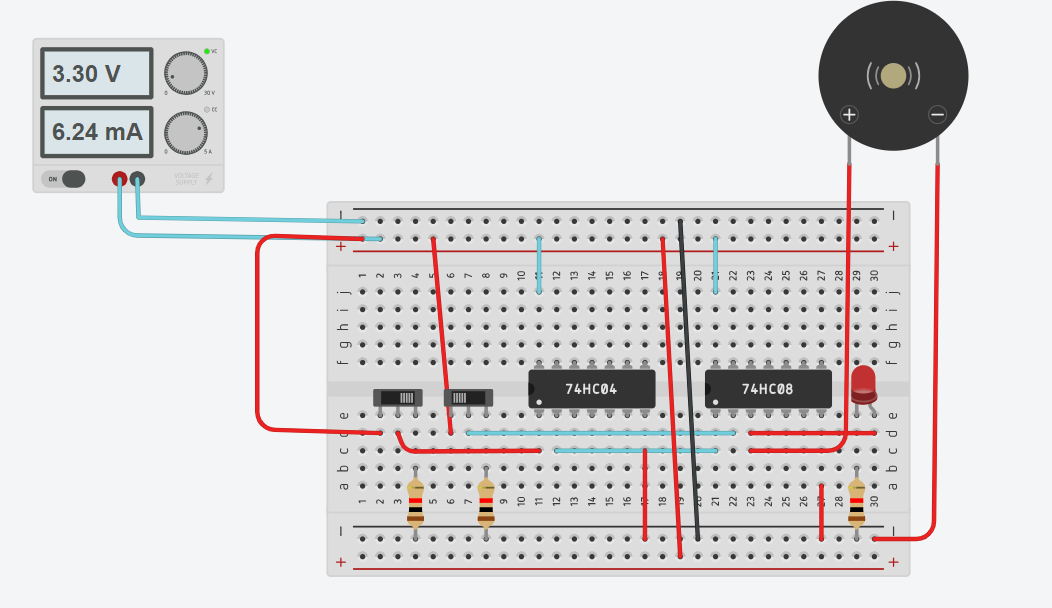 3.30 V
VC
0 30 V
6.24 mA
CC
0 5 A
ON
VOLTAGE
SUPPLY
+ −
− −
+ +
1 2 3 4 5 6 7 8 9 10 11 12 13 14 15 16 17 18 19 20 21 22 23 24 25 26 27 28 29 30
j j
i i
h h
g g
f f
74HC04 74HC08
e e
d d
c c
b b
a a
1 2 3 4 5 6 7 8 9 10 11 12 13 14 15 16 17 18 19 20 21 22 23 24 25 26 27 28 29 30
− −
+ +